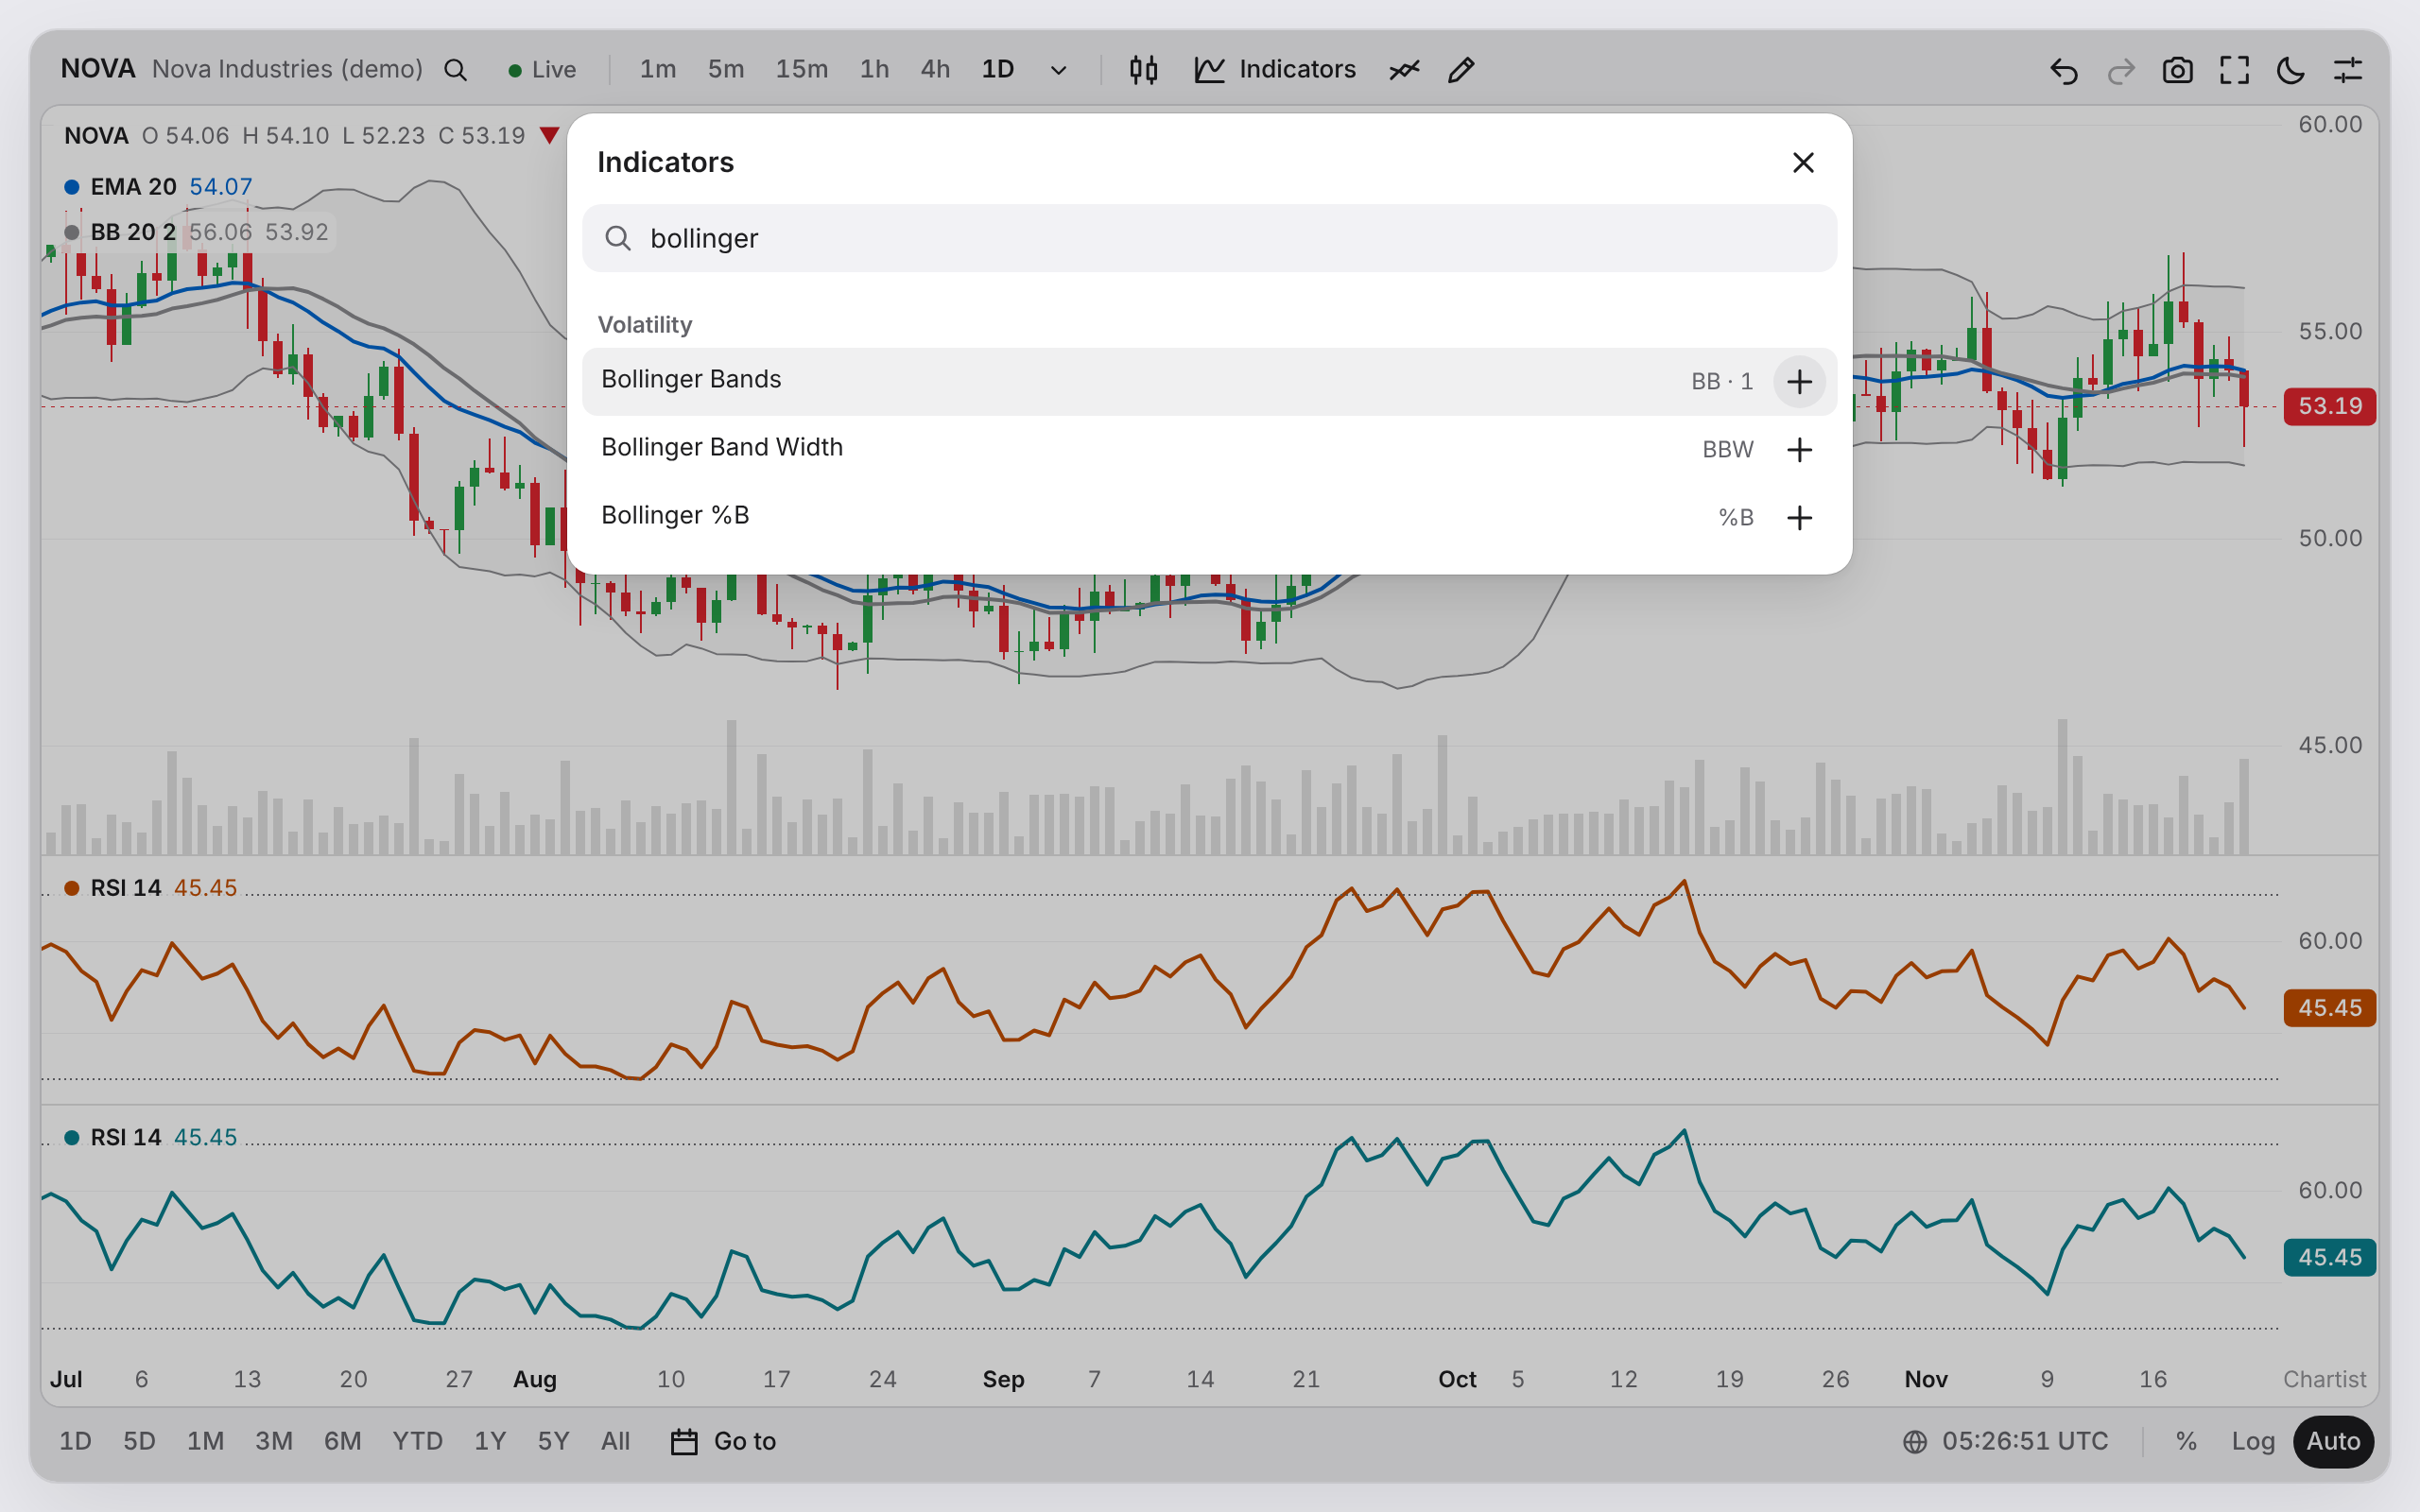 NOVA Nova Industries (demo) Live 1m 5m 15m 1h 4h 1D Indicators
NOVA O 54.06 H 54.10 L 52.23 C 53.19
EMA 20 54.07
BB 20 2 56.06 53.92
Indicators
bollinger
Volatility
Bollinger Bands BB · 1
Bollinger Band Width BBW
Bollinger %B %B
60.00
55.00
53.19
50.00
45.00
RSI 14 45.45
60.00
45.45
RSI 14 45.45
60.00
45.45
Jul 6 13 20 27 Aug 10 17 24 Sep 7 14 21 Oct 5 12 19 26 Nov 9 16 Chartist
1D 5D 1M 3M 6M YTD 1Y 5Y All Go to 05:26:51 UTC % Log Auto